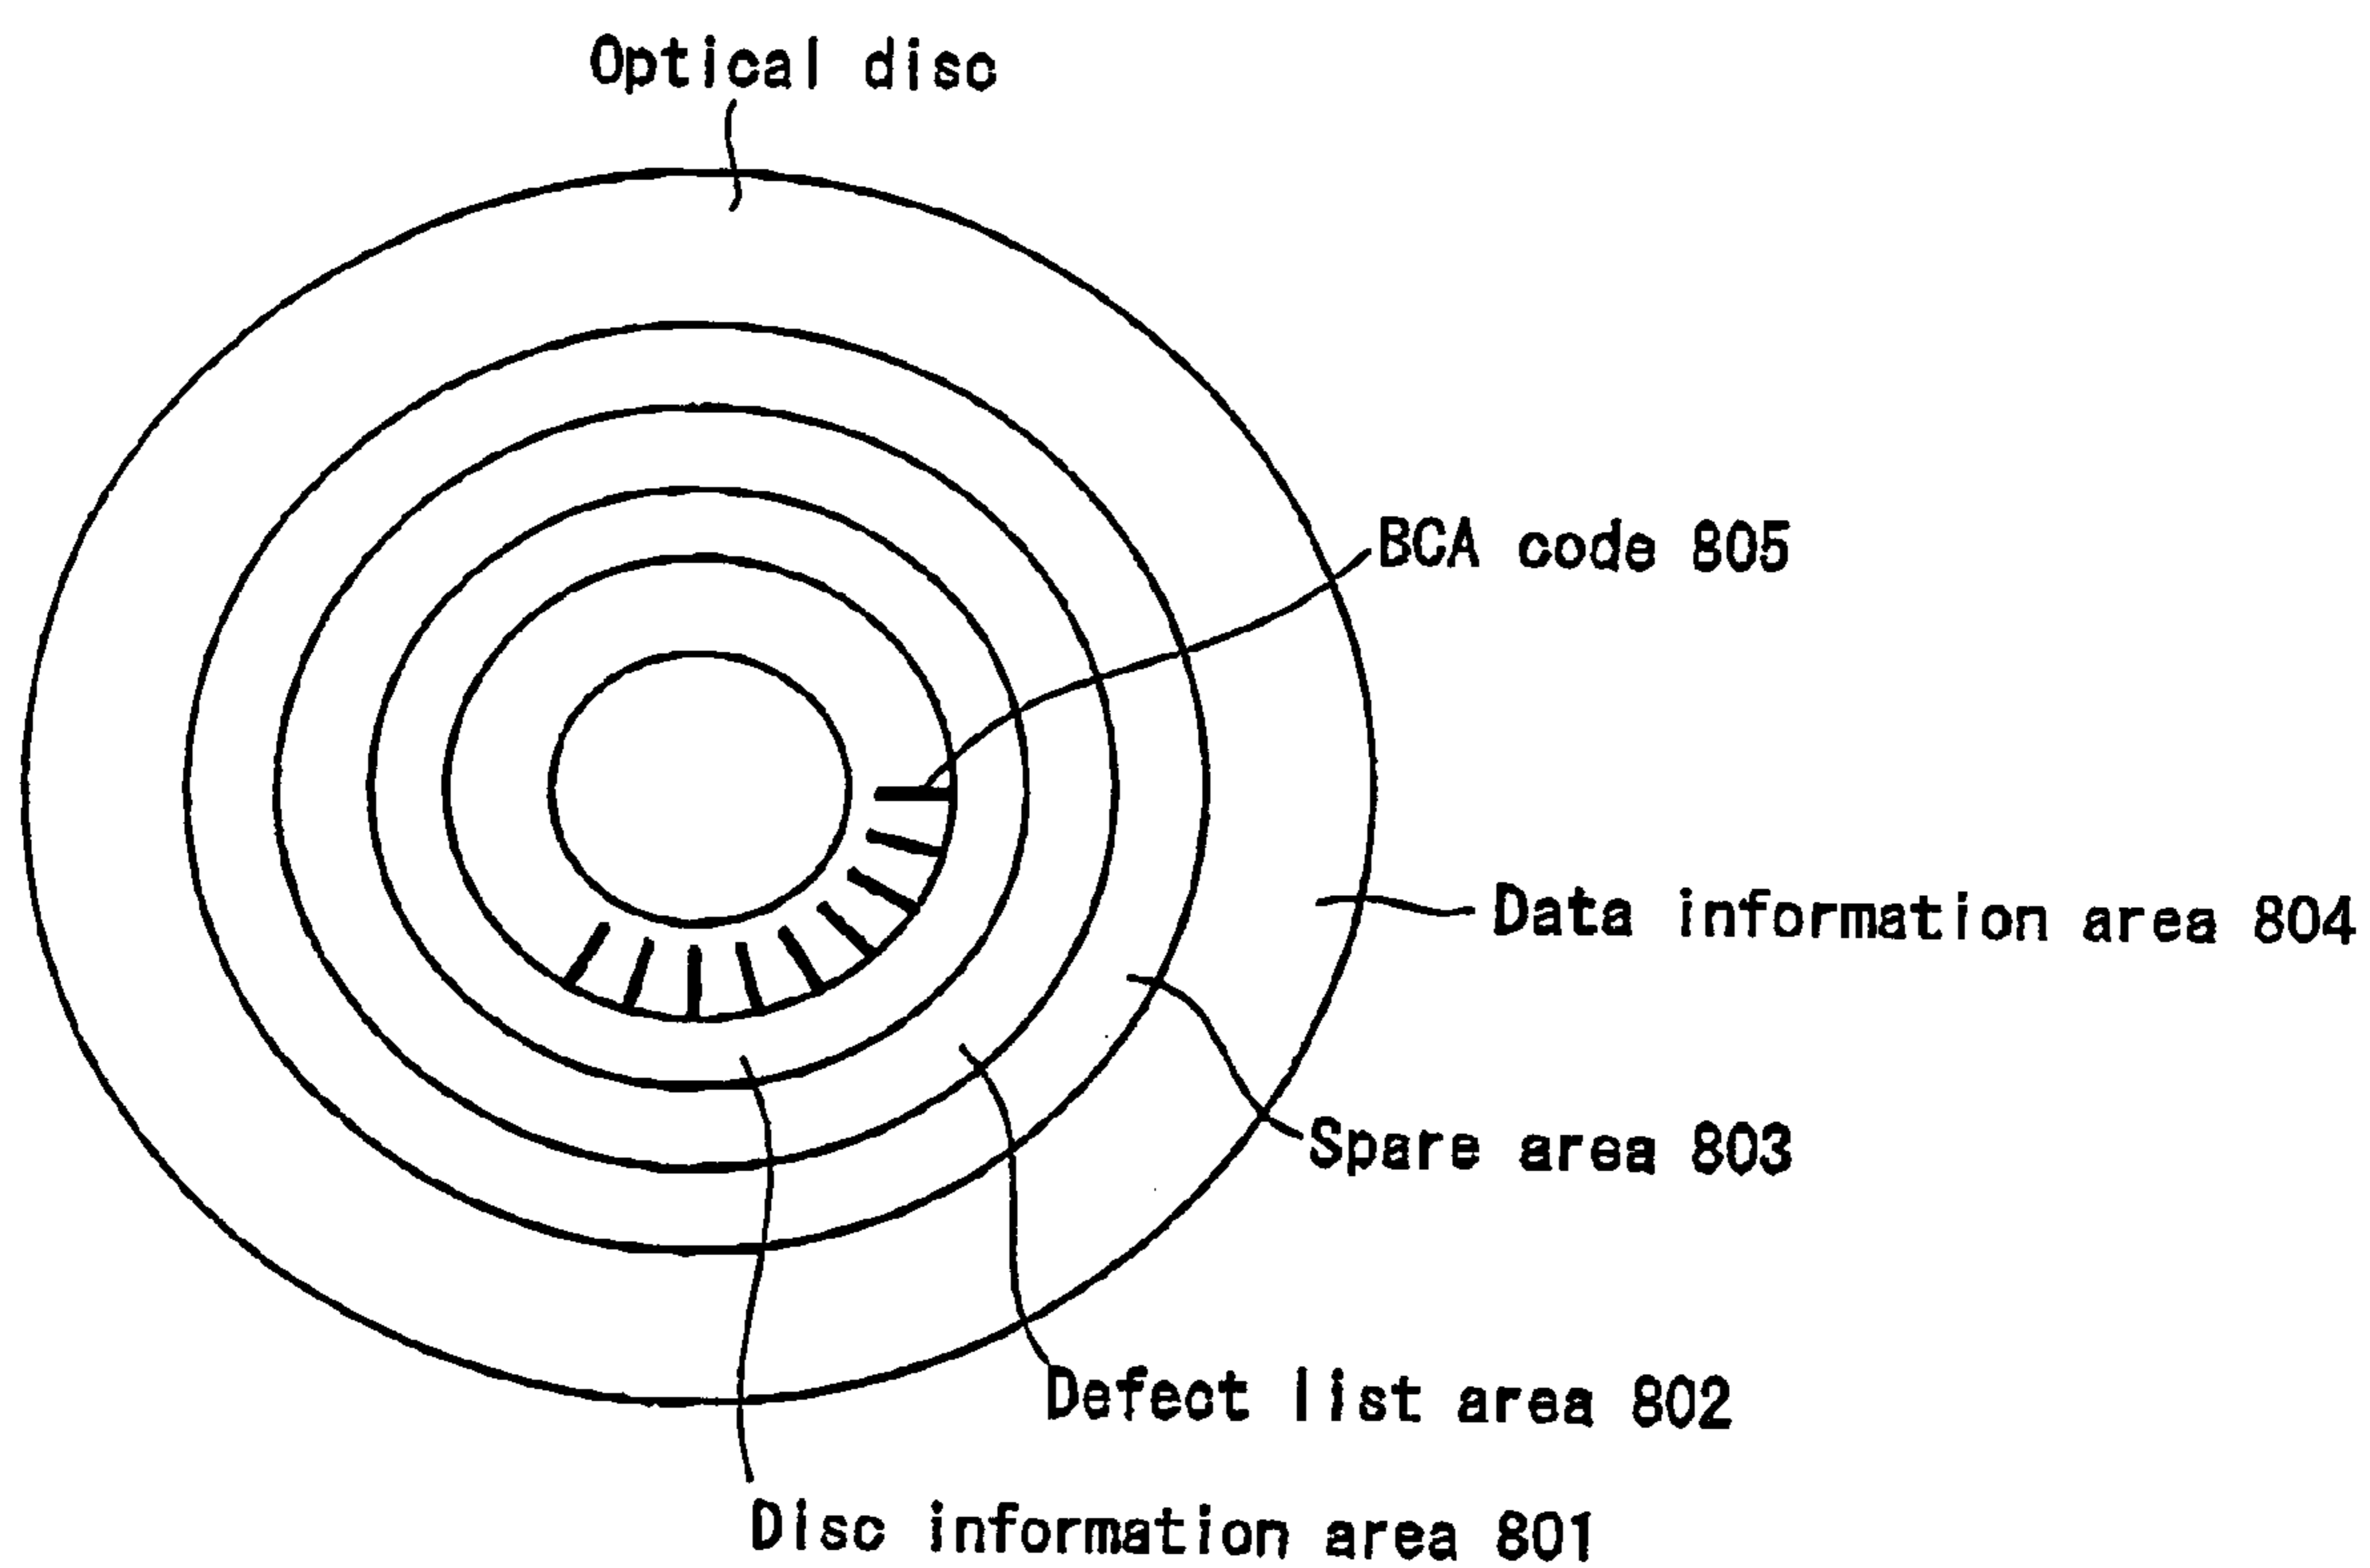 Optical disc
BCA code 805
Data information area 804
Spare area 803
Defect list area 802
Disc information area 801